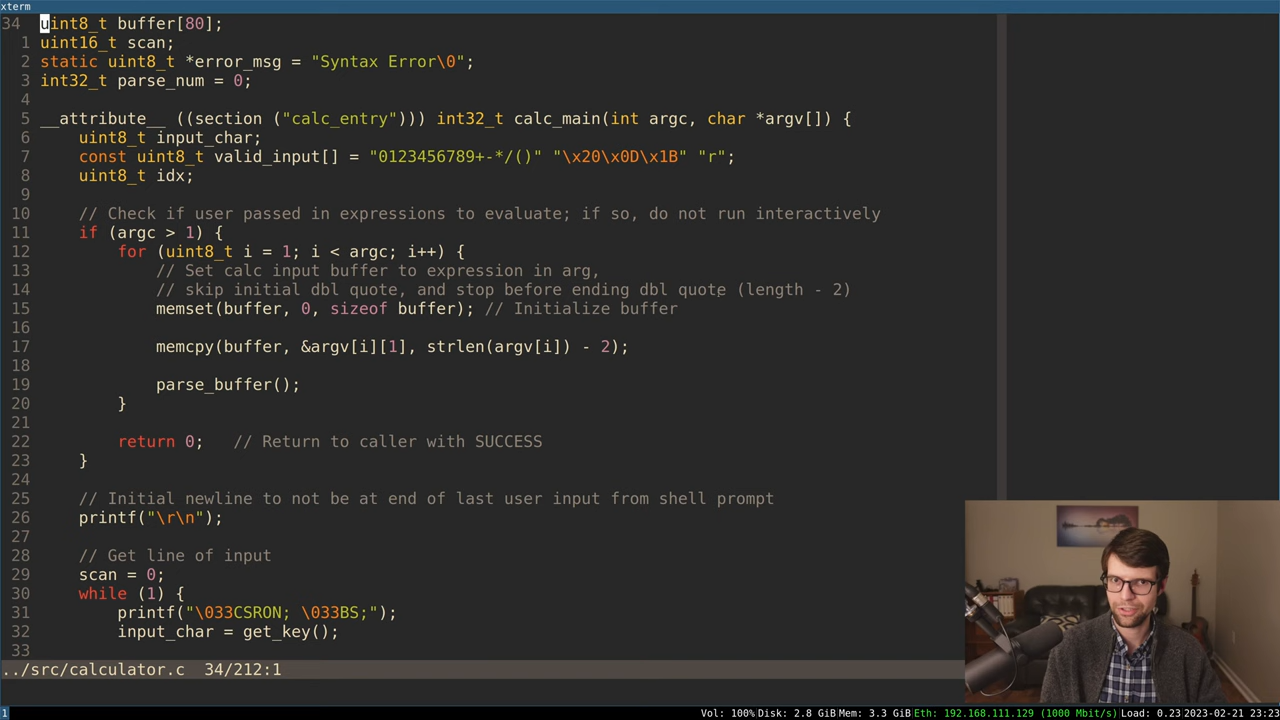 xterm
34 uint8_t buffer[80];
1 uint16_t scan;
2 static uint8_t *error_msg = "Syntax Error\0";
3 int32_t parse_num = 0;
4
5 __attribute__ ((section ("calc_entry"))) int32_t calc_main(int argc, char *argv[]) {
6 uint8_t input_char;
7 const uint8_t valid_input[] = "0123456789+-*/()" "\x20\x0D\x1B" "r";
8 uint8_t idx;
9
10 // Check if user passed in expressions to evaluate; if so, do not run interactively
11 if (argc > 1) {
12 for (uint8_t i = 1; i < argc; i++) {
13 // Set calc input buffer to expression in arg,
14 // skip initial dbl quote, and stop before ending dbl quote (length - 2)
15 memset(buffer, 0, sizeof buffer); // Initialize buffer
16
17 memcpy(buffer, &argv[i][1], strlen(argv[i]) - 2);
18
19 parse_buffer();
20 }
21
22 return 0; // Return to caller with SUCCESS
23 }
24
25 // Initial newline to not be at end of last user input from shell prompt
26 printf("\r\n");
27
28 // Get line of input
29 scan = 0;
30 while (1) {
31 printf("\033CSRON; \033BS;");
32 input_char = get_key();
33
../src/calculator.c 34/212:1
1 Vol: 100% Disk: 2.8 GiB Mem: 3.3 GiB Eth: 192.168.111.129 (1000 Mbit/s) Load: 0.23 2023-02-21 23:23